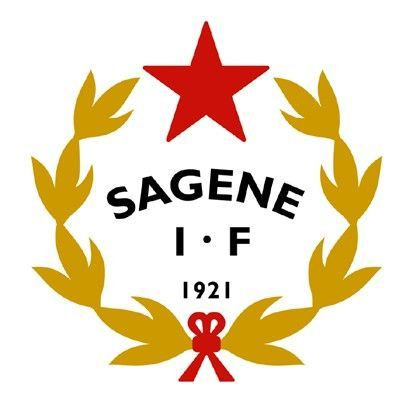 SAGENE
I · F
1921